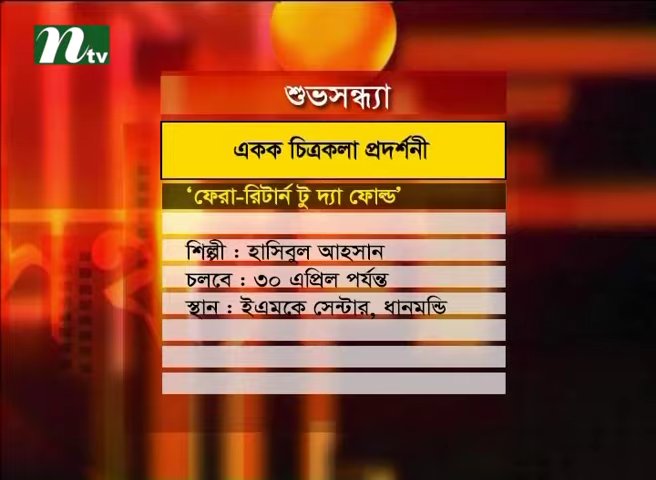 ntv
শুভসন্ধ্যা
একক চিত্রকলা প্রদর্শনী
‘ফেরা-রিটার্ন টু দ্যা ফোল্ড’
শিল্পী : হাসিবুল আহসান
চলবে : ৩০ এপ্রিল পর্যন্ত
স্থান : ইএমকে সেন্টার, ধানমন্ডি